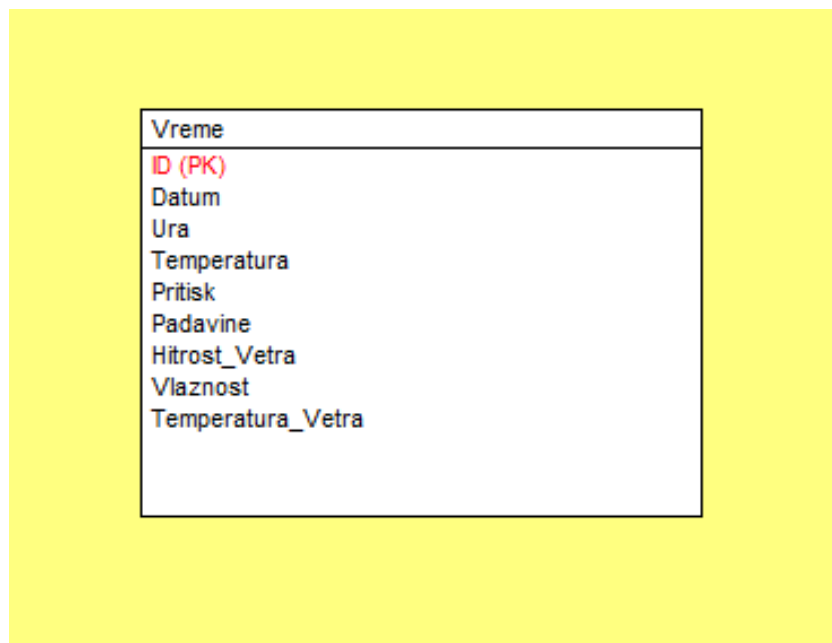 Vreme
ID (PK)
Datum
Ura
Temperatura
Pritisk
Padavine
Hitrost_Vetra
Vlaznost
Temperatura_Vetra